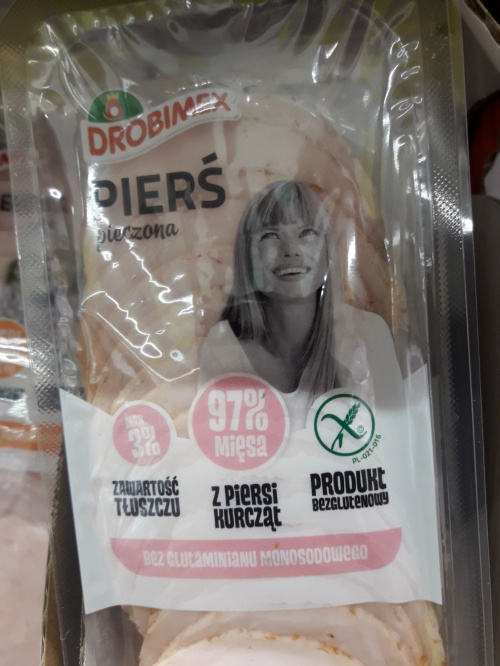 DROBIMEX
PIERŚ
pieczona
97%
Mięsa
3%
PL-021-016
ZAWARTOŚĆ
TŁUSZCZU
Z PIERSI
KURCZĄT
PRODUKT
BEZGLUTENOWY
BEZ GLUTAMINIANU MONOSODOWEGO